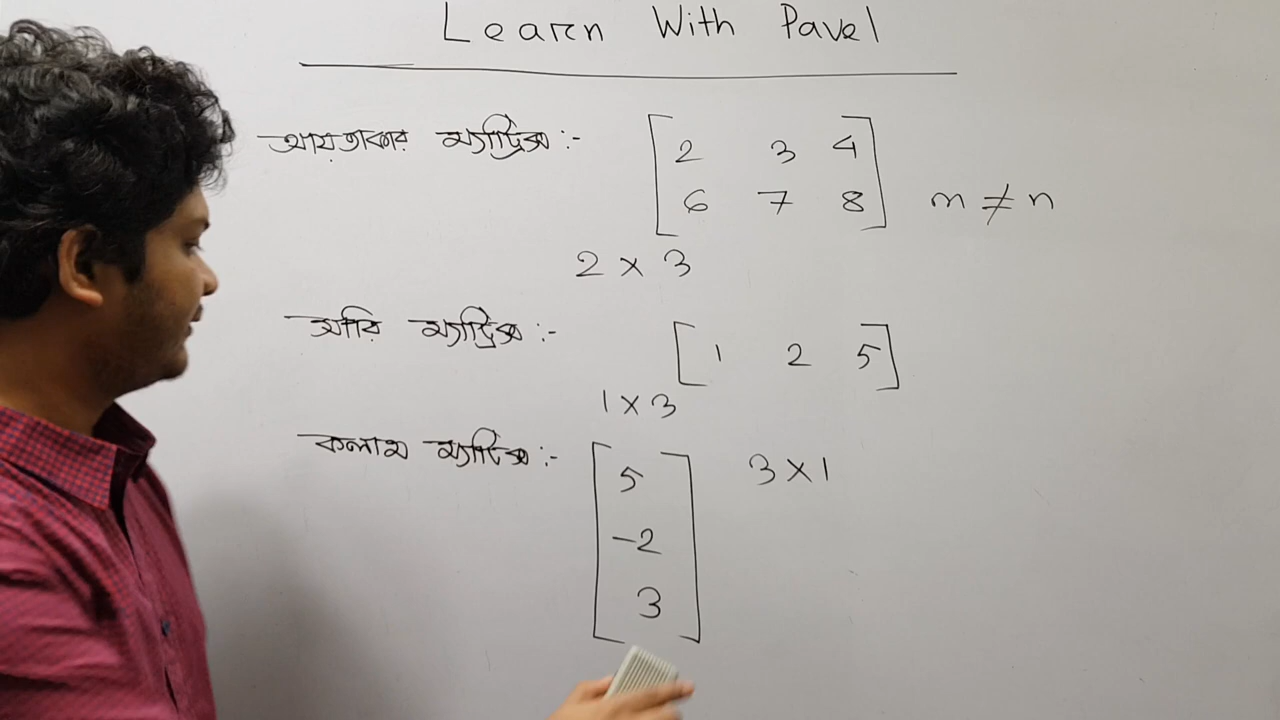 Learn With Pavel
আয়তাকার ম্যাট্রিক্স :- [ 2 3 4
6 7 8 ] m ≠ n
2 × 3
সারি ম্যাট্রিক্স :- [ 1 2 5 ]
1 × 3
কলাম ম্যাট্রিক্স :- [ 5 3 × 1
-2
3 ]